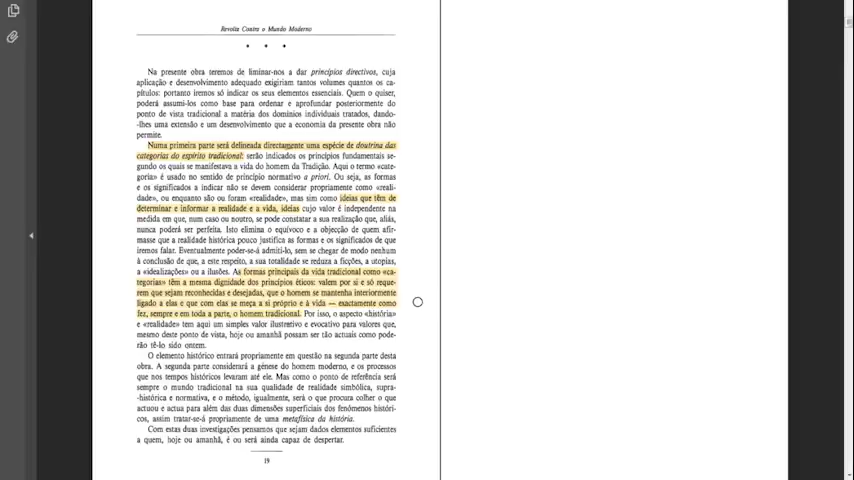 Revolta Contra o Mundo Moderno
Na presente obra teremos de liminar-nos a dar princípios directivos, cuja
aplicação e desenvolvimento adequado exigiriam tantos volumes quantos os ca-
pítulos: portanto iremos só indicar os seus elementos essenciais. Quem o quiser,
poderá assumi-los como base para ordenar e aprofundar posteriormente do
ponto de vista tradicional a matéria dos domínios individuais tratados, dando-
-lhes uma extensão e um desenvolvimento que a economia da presente obra não
permite.
Numa primeira parte será delineada directamente uma espécie de doutrina das
categorias do espírito tradicional: serão indicados os princípios fundamentais se-
gundo os quais se manifestava a vida do homem da Tradição. Aqui o termo «cate-
goria» é usado no sentido de princípio normativo a priori. Ou seja, as formas
e os significados a indicar não se devem considerar propriamente como «reali-
dade», ou enquanto são ou foram «realidade», mas sim como ideias que têm de
determinar e informar a realidade e a vida, ideias cujo valor é independente na
medida em que, num caso ou noutro, se pode constatar a sua realização que, aliás,
nunca poderá ser perfeita. Isto elimina o equívoco e a objecção de quem afir-
masse que a realidade histórica pouco justifica as formas e os significados de que
iremos falar. Eventualmente poder-se-á admiti-lo, sem se chegar de modo nenhum
à conclusão de que, a este respeito, a sua totalidade se reduza a ficções, a utopias,
a «idealizações» ou a ilusões. As formas principais da vida tradicional como «ca-
tegorias» têm a mesma dignidade dos princípios éticos: valem por si e só reque-
rem que sejam reconhecidas e desejadas, que o homem se mantenha interiormente
ligado a elas e que com elas se meça a si próprio e à vida — exactamente como
fez, sempre e em toda a parte, o homem tradicional. Por isso, o aspecto «história»
e «realidade» tem aqui um simples valor ilustrativo e evocativo para valores que,
mesmo deste ponto de vista, hoje ou amanhã possam ser tão actuais como pode-
rão tê-lo sido ontem.
O elemento histórico entrará propriamente em questão na segunda parte desta
obra. A segunda parte considerará a génese do homem moderno, e os processos
que nos tempos históricos levaram até ele. Mas como o ponto de referência será
sempre o mundo tradicional na sua qualidade de realidade simbólica, supra-
-histórica e normativa, e o método, igualmente, será o que procura colher o que
actuou e actua para além das duas dimensões superficiais dos fenómenos históri-
cos, assim tratar-se-á propriamente de uma metafísica da história.
Com estas duas investigações pensamos que sejam dados elementos suficientes
a quem, hoje ou amanhã, é ou será ainda capaz de despertar.
19